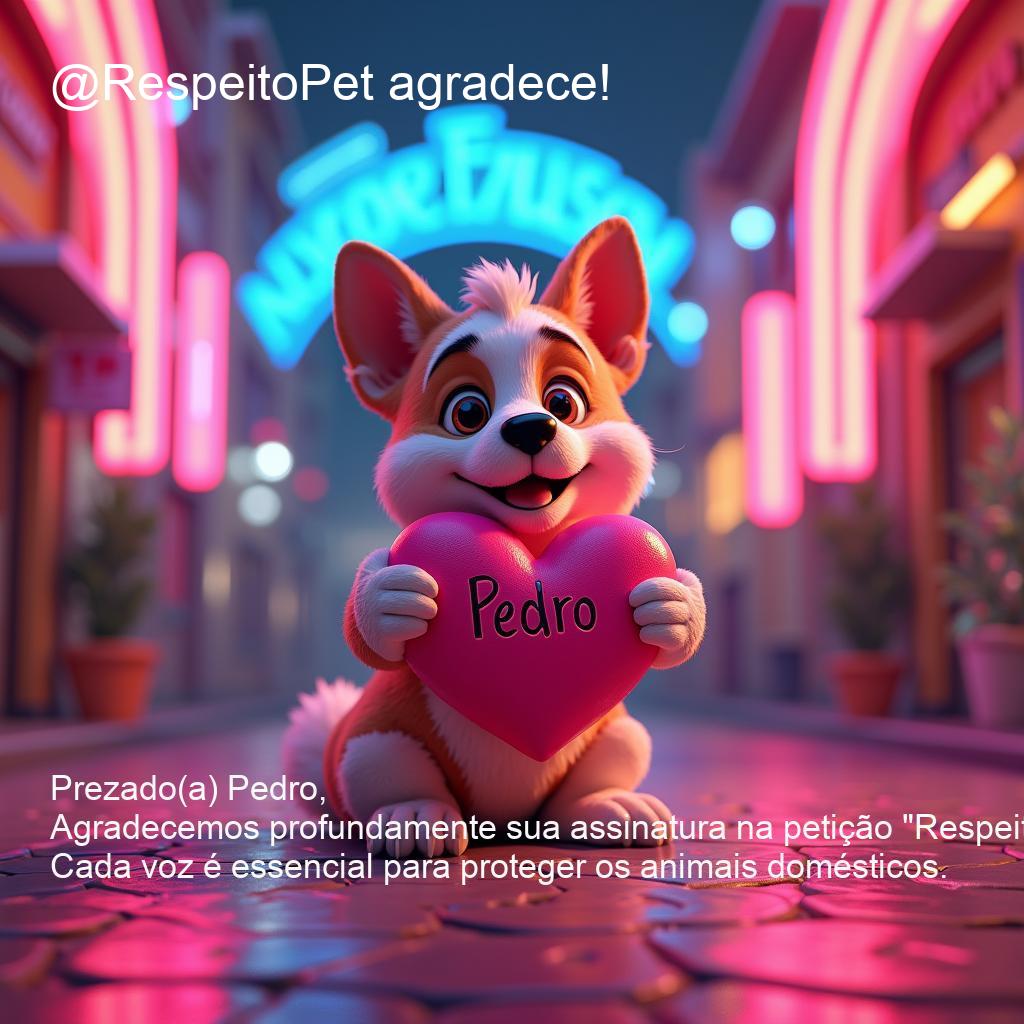 @RespeitoPet agradece!
Pedro
Prezado(a) Pedro,
Agradecemos profundamente sua assinatura na petição "Respeit
Cada voz é essencial para proteger os animais domésticos.